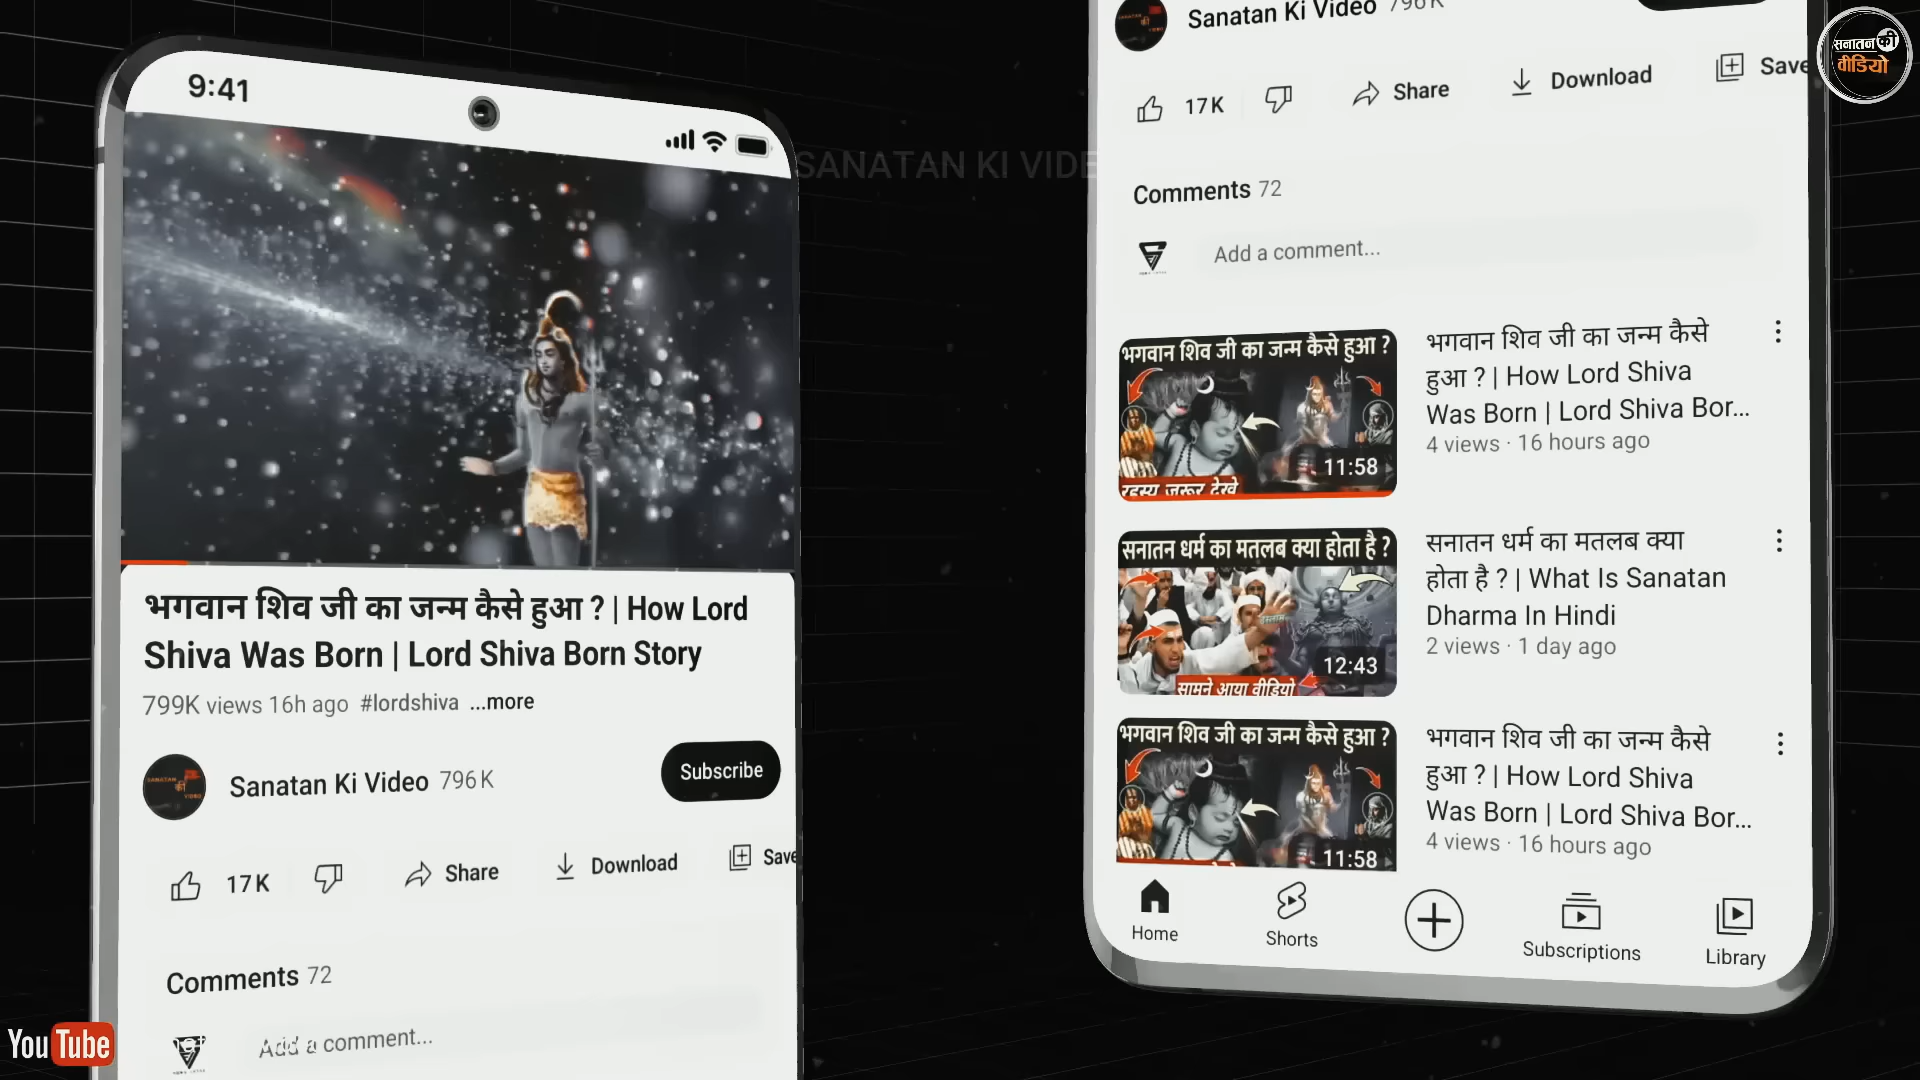 9:41
भगवान शिव जी का जन्म कैसे हुआ ? | How Lord
Shiva Was Born | Lord Shiva Born Story
799K views 16h ago #lordshiva ...more
SANATAN
की
VIDEO
Sanatan Ki Video 796K
Subscribe
17K
Share
Download
Save
Comments 72
Add a comment...
YouTube
SANATAN KI VIDE
Sanatan Ki Video 796K
17K
Share
Download
Save
सनातन की
वीडियो
Comments 72
Add a comment...
भगवान शिव जी का जन्म कैसे हुआ ?
11:58
रहस्य जरूर देखे
भगवान शिव जी का जन्म कैसे
हुआ ? | How Lord Shiva
Was Born | Lord Shiva Bor...
4 views · 16 hours ago
सनातन धर्म का मतलब क्या होता है ?
12:43
सामने आया वीडियो
सनातन धर्म का मतलब क्या
होता है ? | What Is Sanatan
Dharma In Hindi
2 views · 1 day ago
भगवान शिव जी का जन्म कैसे हुआ ?
11:58
भगवान शिव जी का जन्म कैसे
हुआ ? | How Lord Shiva
Was Born | Lord Shiva Bor...
4 views · 16 hours ago
Home
Shorts
Subscriptions
Library